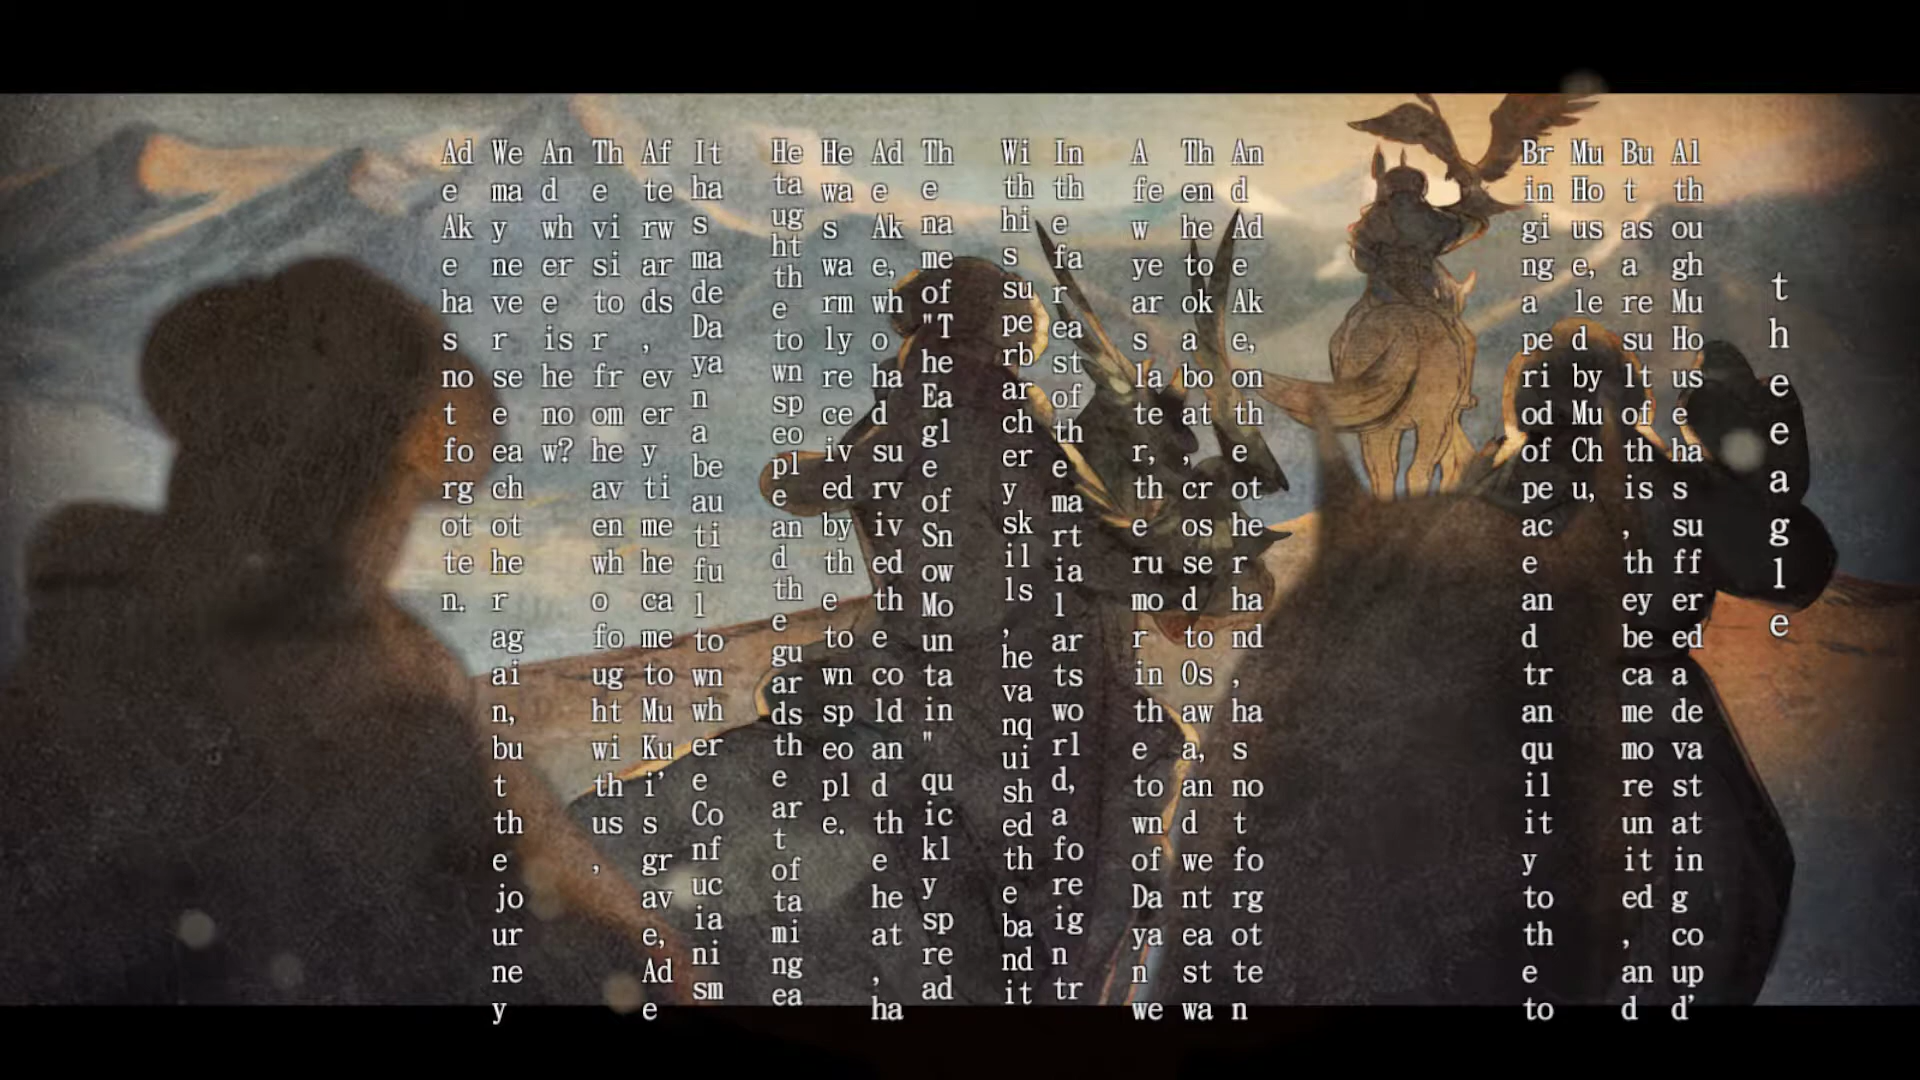 the eagle
Although Mu House has suffered a devastating coup d'
But as a result of this, they became more united, and
Mu House, led by Mu Chu,
Bringing a period of peace and tranquility to the to
And Ade Ake, on the other hand, has not forgotten
Then he took a boat, crossed to Osawa, and went east wa
A few years later, the rumor in the town of Dayan we
In the far east of the martial arts world, a foreign tr
With his superb archery skills, he vanquished the bandit
The name of "The Eagle of Snow Mountain" quickly spread
Ade Ake, who had survived the cold and the heat, ha
He was warmly received by the townspeople.
He taught the townspeople and the guards the art of taming ea
It has made Dayan a beautiful town where Confucianism
Afterwards, every time he came to Mu Kui's grave, Ade
The visitor from heaven who fought with us,
And where is he now?
We may never see each other again, but the journey
Ade Ake has not forgotten.